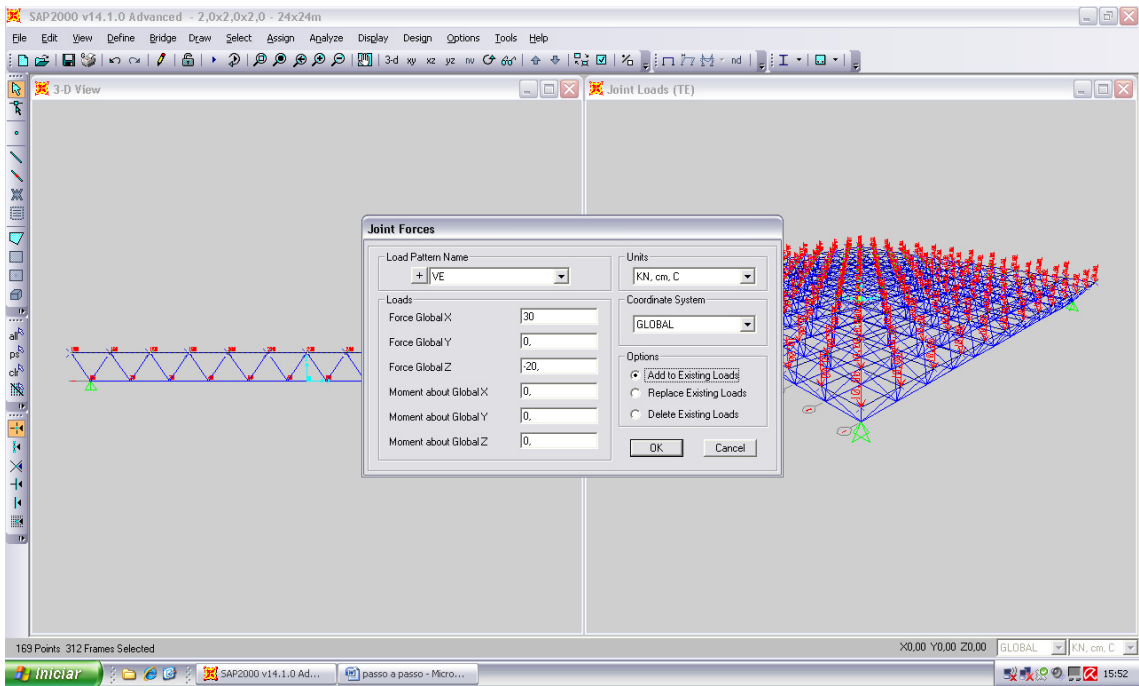 SAP2000 v14.1.0 Advanced - 2,0x2,0x2,0 - 24x24m
File Edit View Define Bridge Draw Select Assign Analyze Display Design Options Tools Help
3-d xy xz yz nv
nd
3-D View
Joint Loads (TE)
all
ps
clr
Joint Forces
Load Pattern Name
+ VE
Units
KN, cm, C
Loads
Force Global X 30
Force Global Y 0,
Force Global Z -20,
Moment about Global X 0,
Moment about Global Y 0,
Moment about Global Z 0,
Coordinate System
GLOBAL
Options
Add to Existing Loads
Replace Existing Loads
Delete Existing Loads
OK Cancel
169 Points 312 Frames Selected
X0,00 Y0,00 Z0,00 GLOBAL KN, cm, C
Iniciar SAP2000 v14.1.0 Ad... passo a passo - Micro... 15:52